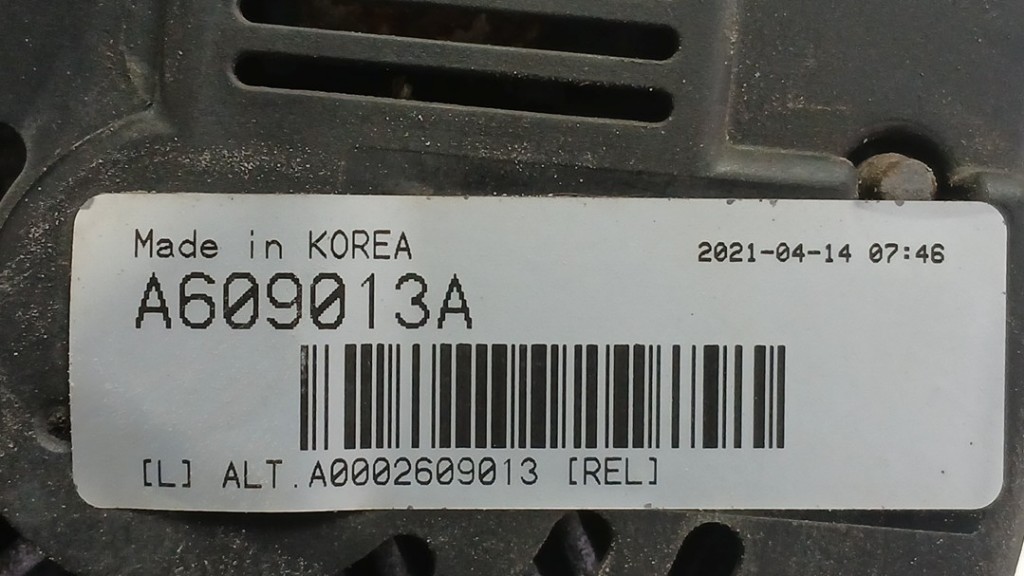 Made in KOREA
2021-04-14 07:46
A609013A
[L] ALT.A0002609013 [REL]